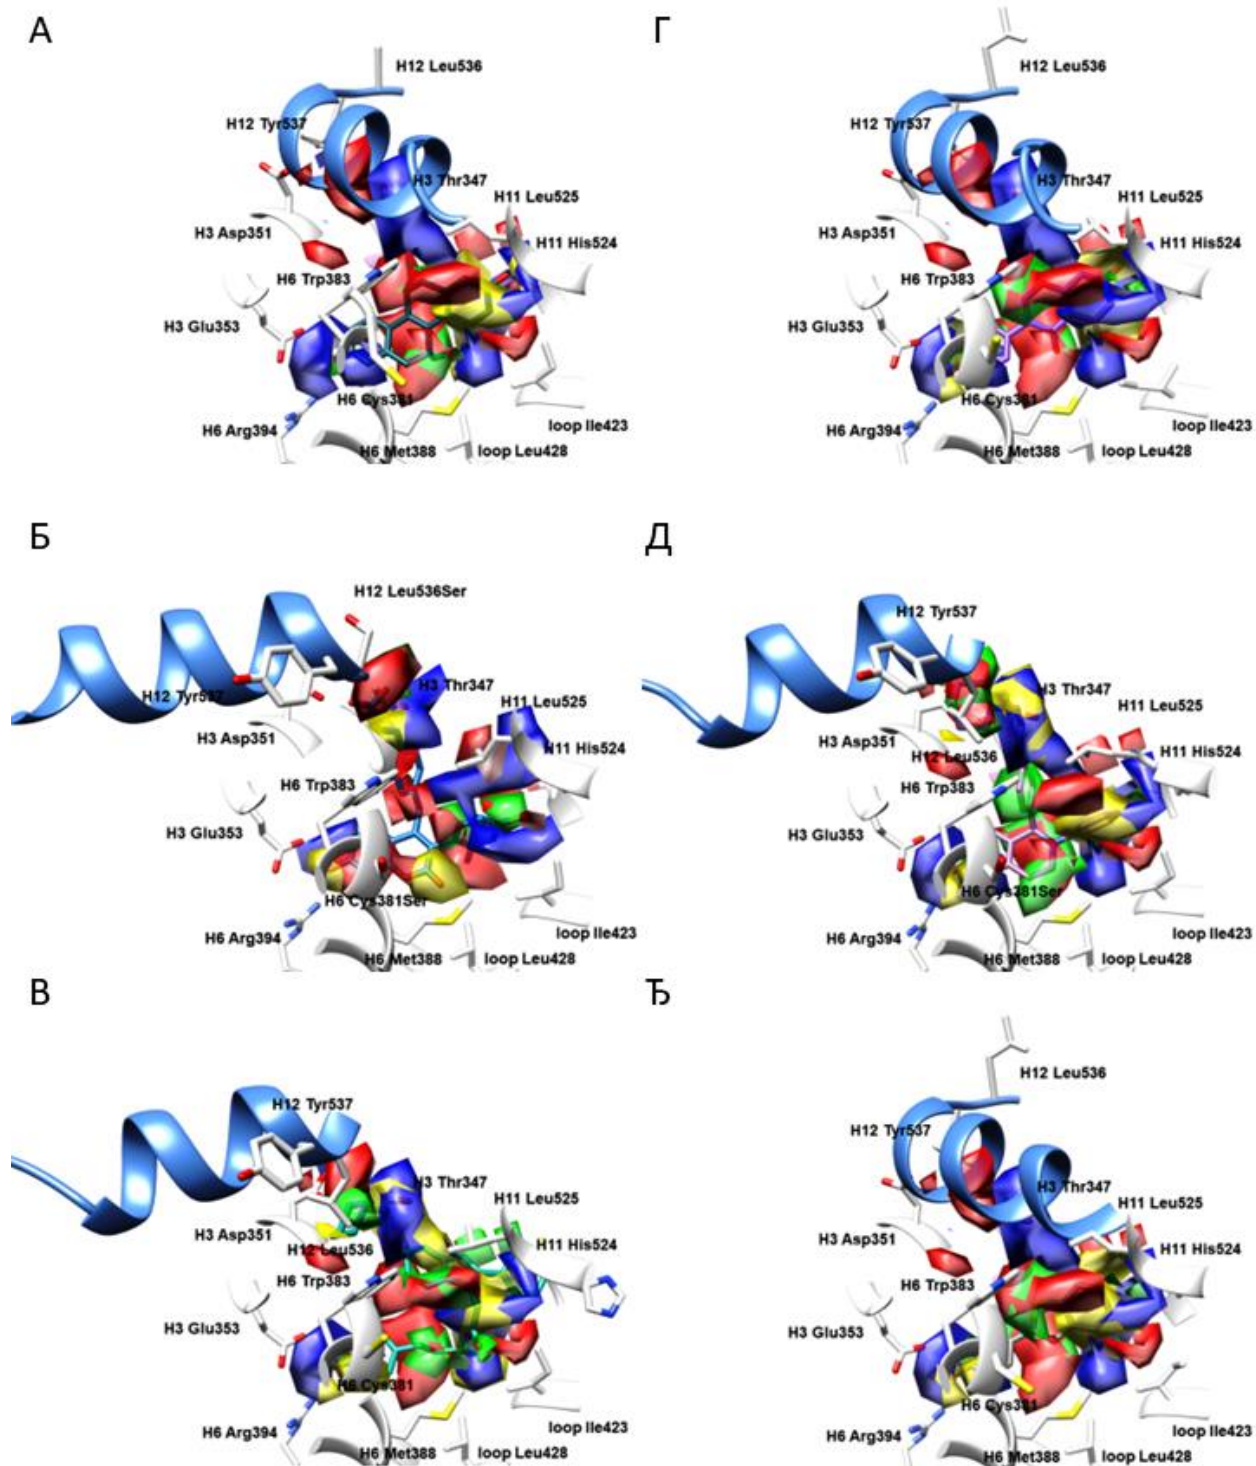 А
H12 Leu536
H12 Tyr537
H3 Thr347
H11 Leu525
H3 Asp351
H11 His524
H6 Trp383
H3 Glu353
H6 Cys381
H6 Arg394
loop Ile423
H6 Met388
loop Leu428
Г
H12 Leu536
H12 Tyr537
H3 Thr347
H11 Leu525
H3 Asp351
H11 His524
H6 Trp383
H3 Glu353
H6 Cys381
H6 Arg394
loop Ile423
H6 Met388
loop Leu428
Б
H12 Leu536Ser
H12 Tyr537
H3 Thr347
H11 Leu525
H3 Asp351
H11 His524
H6 Trp383
H3 Glu353
H6 Cys381Ser
H6 Arg394
loop Ile423
H6 Met388
loop Leu428
Д
H12 Tyr537
H3 Thr347
H11 Leu525
H3 Asp351
H11 His524
H12 Leu536
H6 Trp383
H3 Glu353
H6 Cys381Ser
H6 Arg394
loop Ile423
H6 Met388
loop Leu428
В
H12 Tyr537
H3 Thr347
H11 Leu525
H3 Asp351
H11 His524
H12 Leu536
H6 Trp383
H3 Glu353
H6 Cys381
H6 Arg394
loop Ile423
H6 Met388
loop Leu428
Ђ
H12 Leu536
H12 Tyr537
H3 Thr347
H11 Leu525
H3 Asp351
H11 His524
H6 Trp383
H3 Glu353
H6 Cys381
H6 Arg394
loop Ile423
H6 Met388
loop Leu428